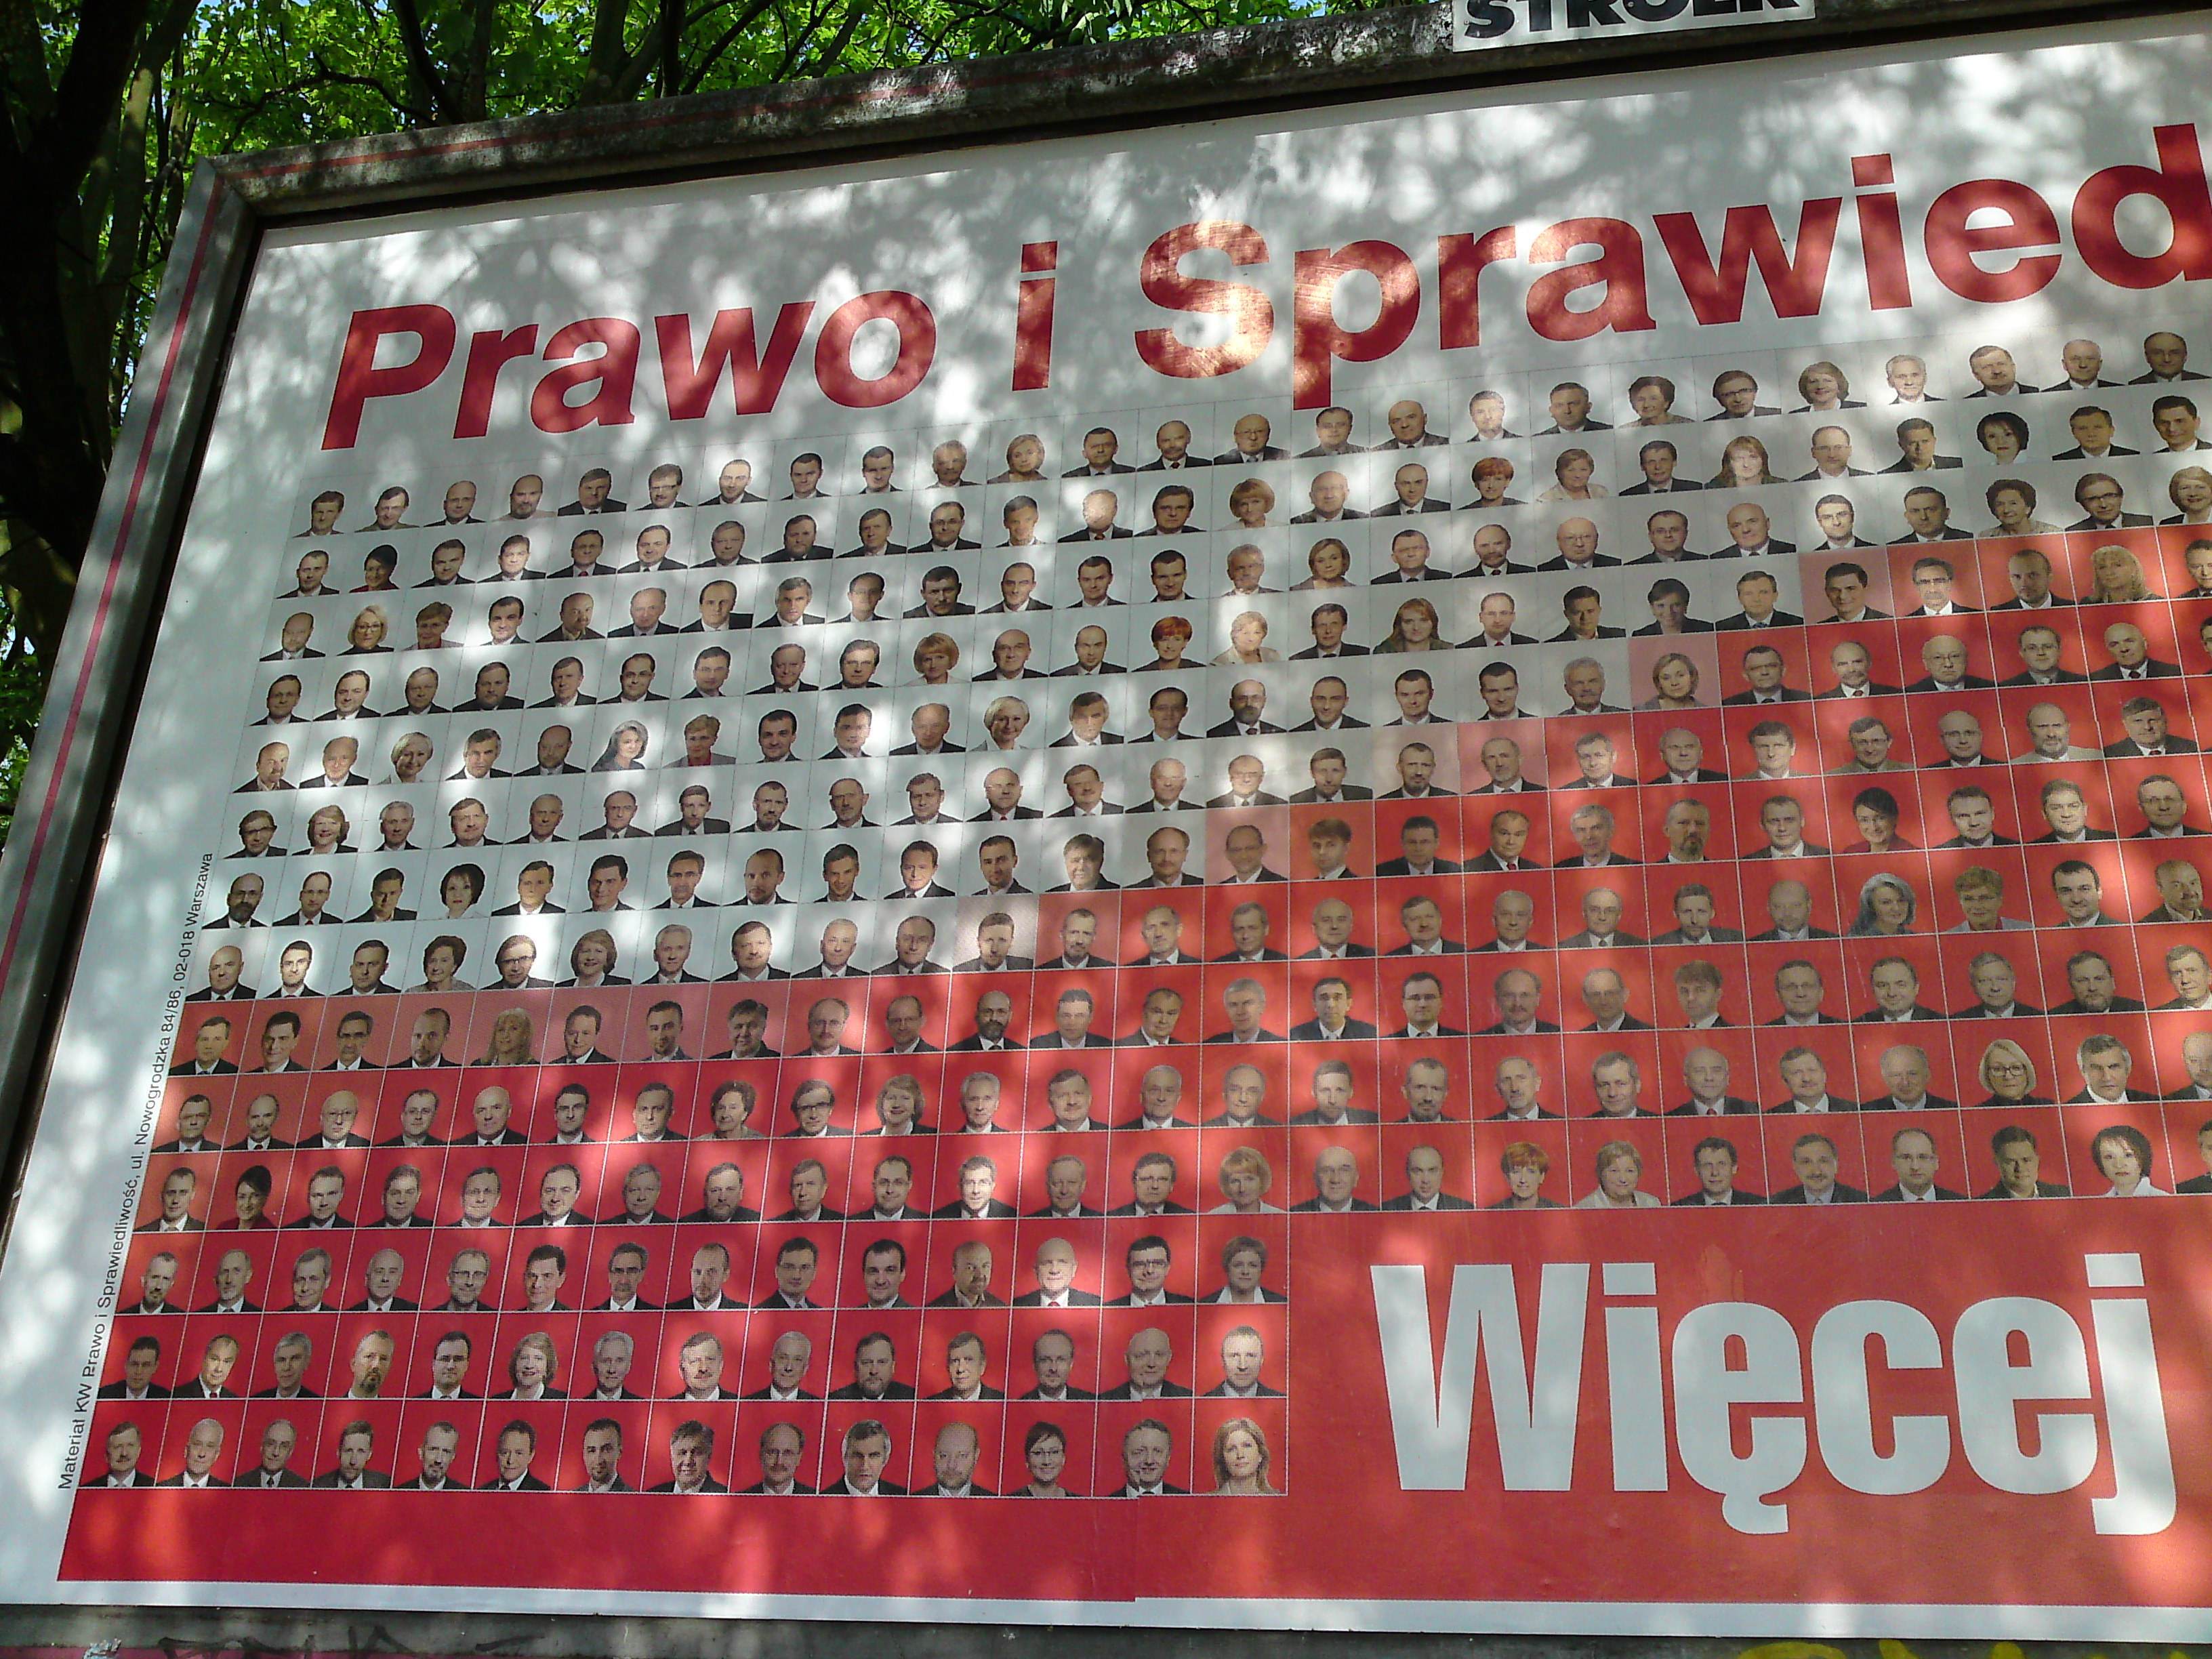 STRÖER
Prawo i Sprawied
Materiał KW Prawo i Sprawiedliwość, ul. Nowogrodzka 84/86, 02-018 Warszawa
Więcej